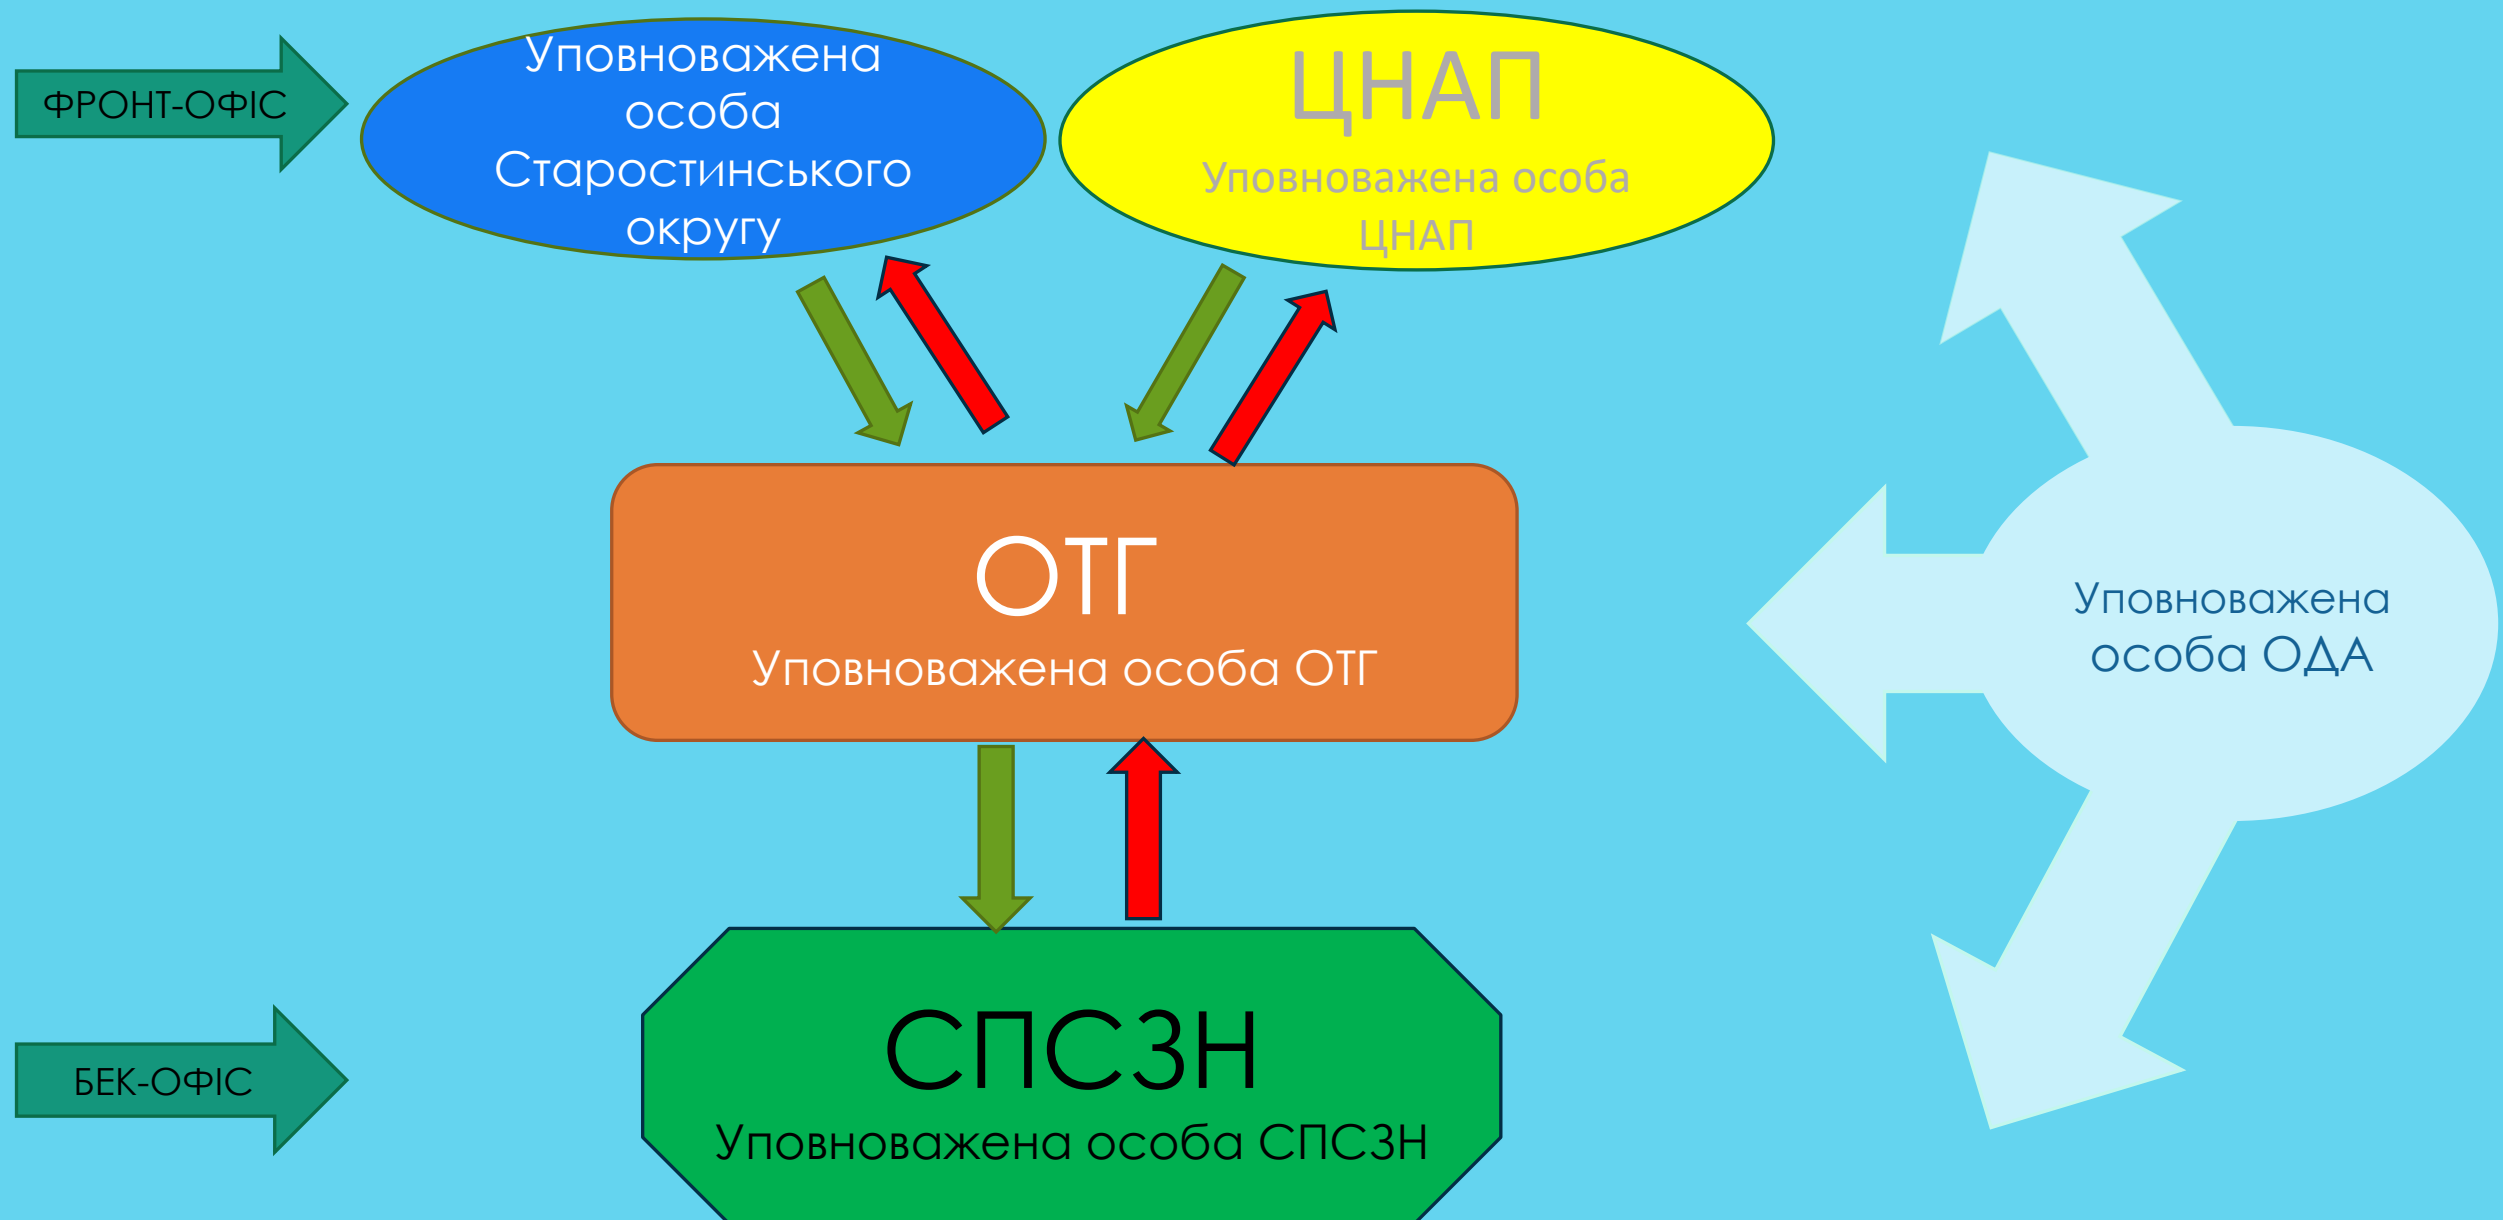 ФРОНТ-ОФІС
Уповноважена
особа
Старостинського
округу
ЦНАП
Уповноважена особа
ЦНАП
ОТГ
Уповноважена особа ОТГ
Уповноважена
особа ОДА
БЕК-ОФІС
СПСЗН
Уповноважена особа СПСЗН